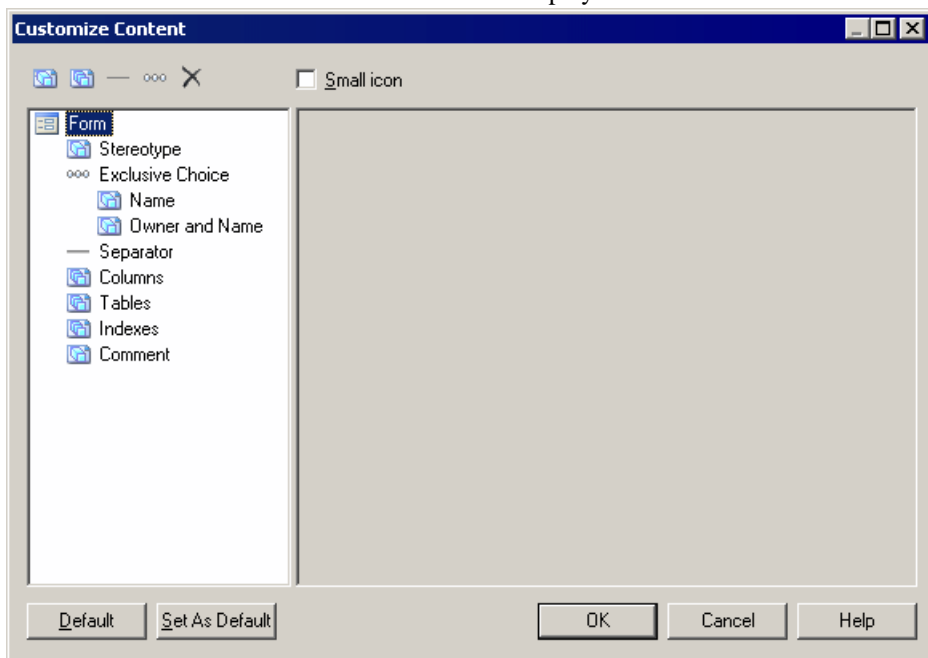 Customize Content
Small icon
Form
Stereotype
Exclusive Choice
Name
Owner and Name
Separator
Columns
Tables
Indexes
Comment
Default
Set As Default
OK
Cancel
Help